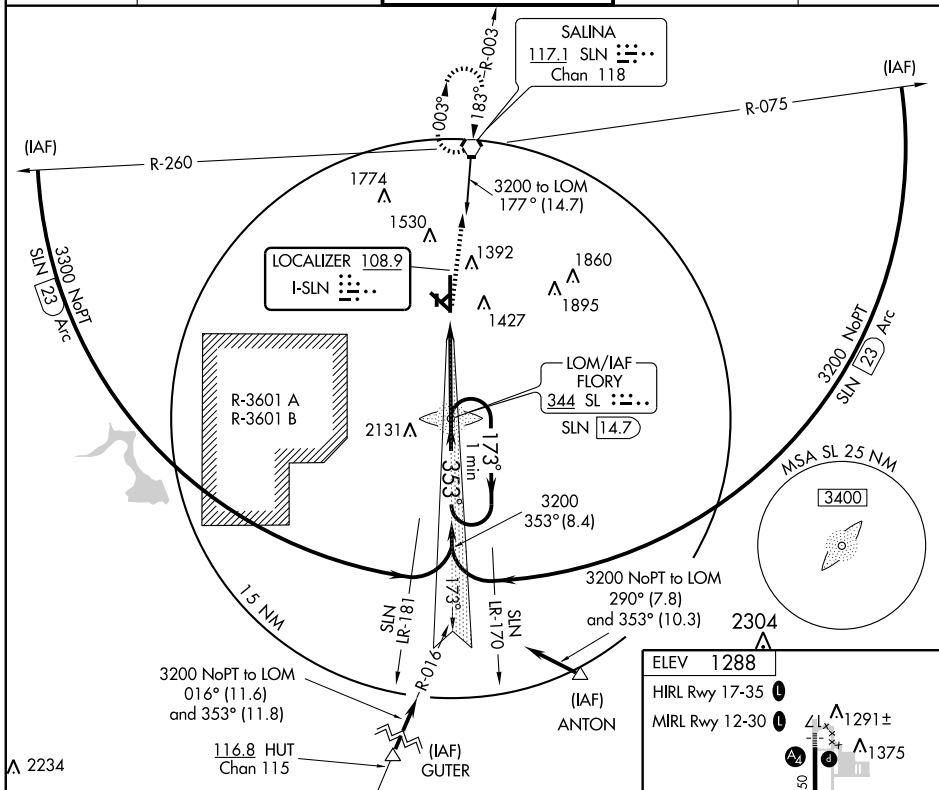 SALINA
117.1 SLN
Chan 118
R-003
003°
183°
(IAF)
R-075
(IAF)
R-260
3200 to LOM
177° (14.7)
1774
1530
1392
1860
1895
1427
LOCALIZER 108.9
I-SLN
3300 NoPT
SLN 23 Arc
3200 NoPT
SLN 23 Arc
R-3601 A
R-3601 B
LOM/IAF
FLORY
344 SL
SLN 14.7
2131
173°
1 min
353°
3200
353° (8.4)
MSA SL 25 NM
3400
15 NM
SLN
LR-181
173°
SLN
LR-170
3200 NoPT to LOM
290° (7.8)
and 353° (10.3)
2304
R-016
3200 NoPT to LOM
016° (11.6)
and 353° (11.8)
(IAF)
ANTON
116.8 HUT
Chan 115
(IAF)
GUTER
2234
ELEV 1288
HIRL Rwy 17-35 L
MIRL Rwy 12-30 L
1291±
1375
A4
P
50